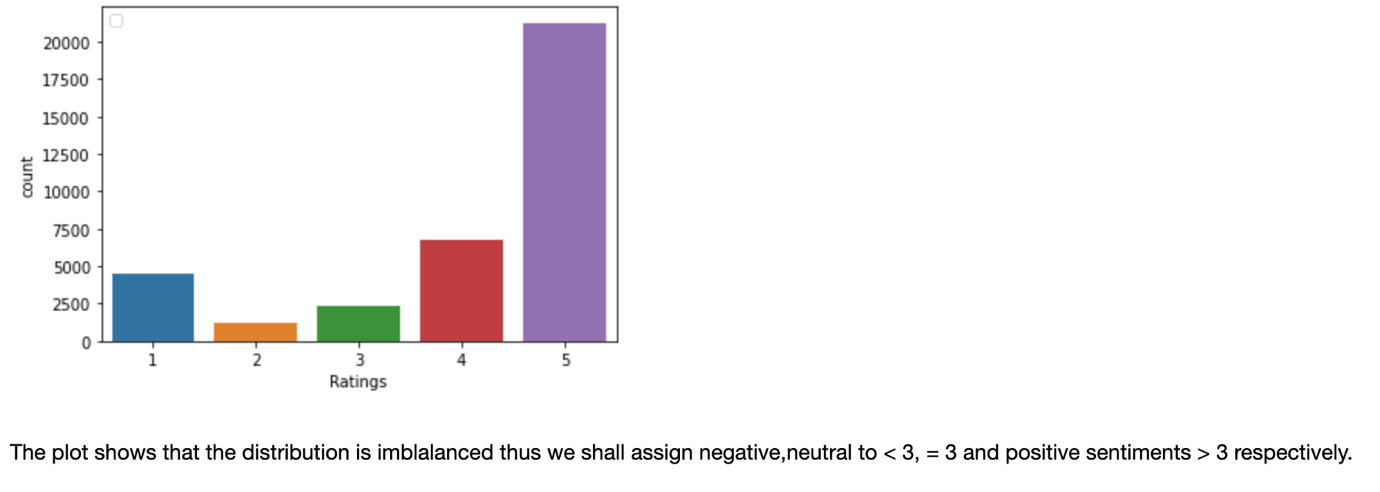 20000
17500
15000
12500
10000
7500
5000
2500
0
count
1 2 3 4 5
Ratings
The plot shows that the distribution is imblalanced thus we shall assign negative,neutral to < 3, = 3 and positive sentiments > 3 respectively.